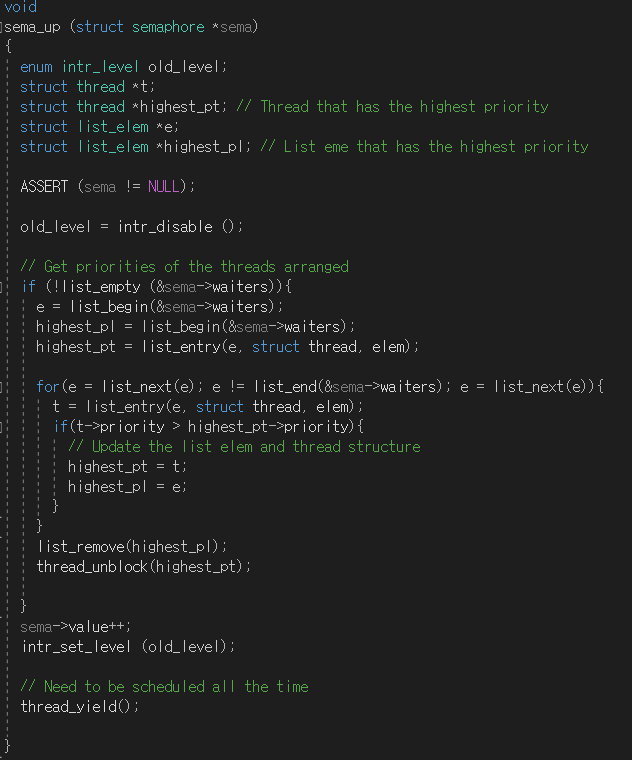 void
sema_up (struct semaphore *sema)
{
enum intr_level old_level;
struct thread *t;
struct thread *highest_pt; // Thread that has the highest priority
struct list_elem *e;
struct list_elem *highest_pl; // List eme that has the highest priority
ASSERT (sema != NULL);
old_level = intr_disable ();
// Get priorities of the threads arranged
if (!list_empty (&sema->waiters)){
e = list_begin(&sema->waiters);
highest_pl = list_begin(&sema->waiters);
highest_pt = list_entry(e, struct thread, elem);
for(e = list_next(e); e != list_end(&sema->waiters); e = list_next(e)){
t = list_entry(e, struct thread, elem);
if(t->priority > highest_pt->priority){
// Update the list elem and thread structure
highest_pt = t;
highest_pl = e;
}
}
list_remove(highest_pl);
thread_unblock(highest_pt);
}
sema->value++;
intr_set_level (old_level);
// Need to be scheduled all the time
thread_yield();
}